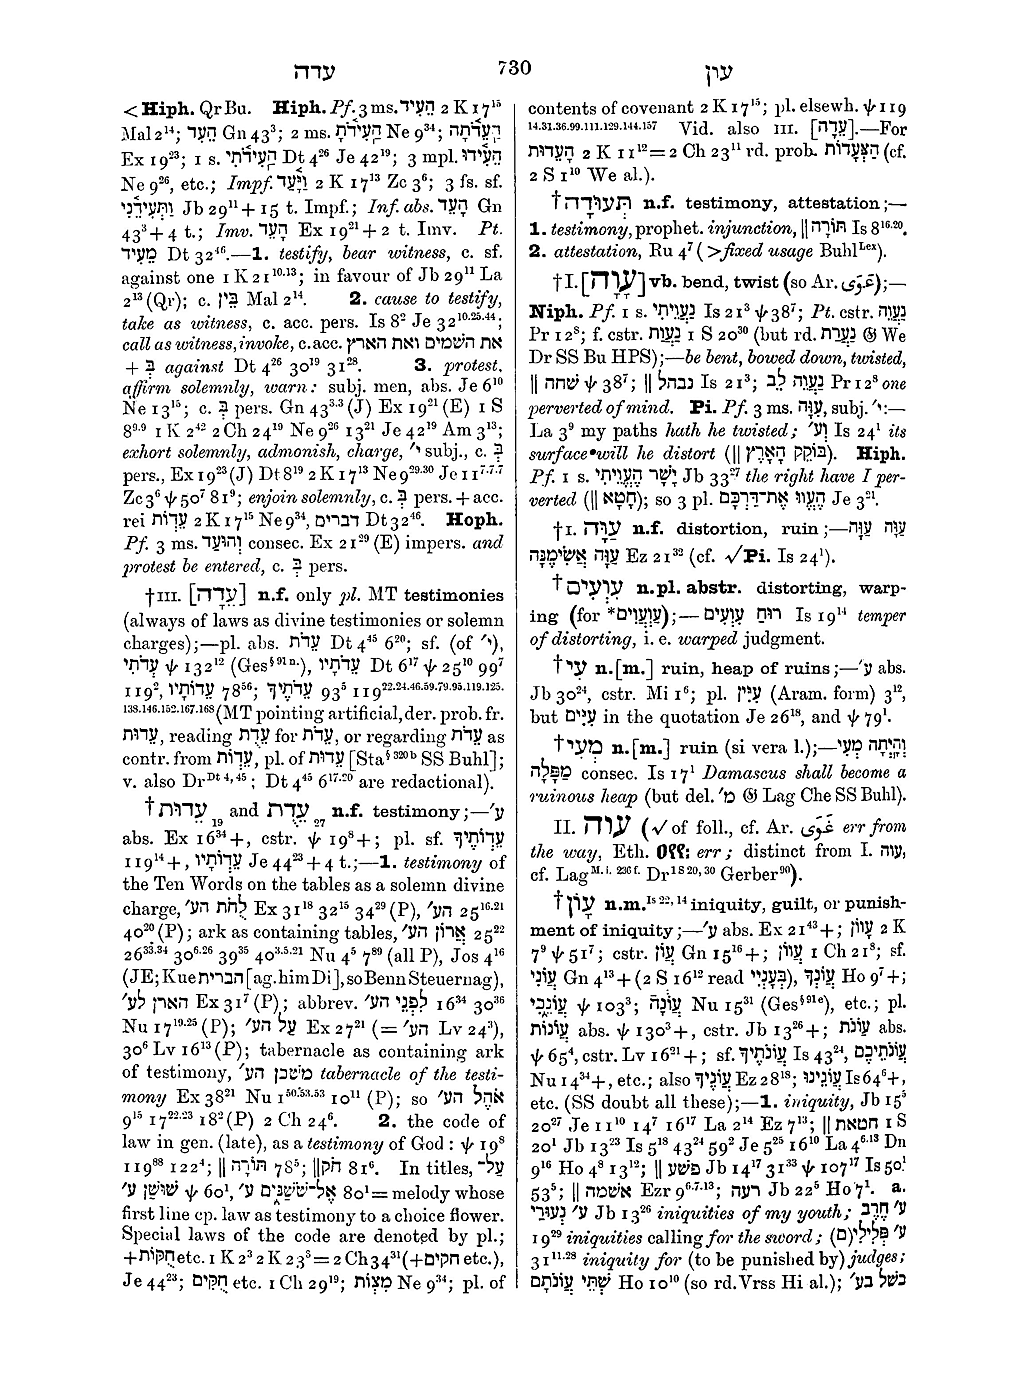 עדה 730 עון
< Hiph. Qr Bu. Hiph. Pf. 3 ms. הֵעִיד 2 K 17¹⁵
Mal 2¹⁴; הֵעִד Gn 43³; 2 ms. הַעִידֹתָ Ne 9³⁴; הַעֵדֹתָה
Ex 19²³; 1 s. הַעִידֹתִי Dt 4²⁶ Je 42¹⁹; 3 mpl. הֵעִידוּ
Ne 9²⁶, etc.; Impf. וַיָּעַד 2 K 17¹³ Zc 3⁶; 3 fs. sf.
וַתְּעִידֵנִי Jb 29¹¹ + 15 t. Impf.; Inf. abs. הָעֵד Gn
43³ + 4 t.; Imv. הָעֵד Ex 19²¹ + 2 t. Imv. Pt.
מֵעִיד Dt 32⁴⁶.—1. testify, bear witness, c. sf.
against one 1 K 21¹⁰·¹³; in favour of Jb 29¹¹ La
2¹³ (Qr); c. בֵּין Mal 2¹⁴. 2. cause to testify,
take as witness, c. acc. pers. Is 8² Je 32¹⁰·²⁵·⁴⁴;
call as witness, invoke, c. acc. את השמים ואת הארץ
+ בְּ against Dt 4²⁶ 30¹⁹ 31²⁸. 3. protest,
affirm solemnly, warn: subj. men, abs. Je 6¹⁰
Ne 13¹⁵; c. בְּ pers. Gn 43³·³ (J) Ex 19²¹ (E) 1 S
8⁹·⁹ 1 K 2⁴² 2 Ch 24¹⁹ Ne 9²⁶ 13²¹ Je 42¹⁹ Am 3¹³;
exhort solemnly, admonish, charge, י׳ subj., c. בְּ
pers., Ex 19²³ (J) Dt 8¹⁹ 2 K 17¹³ Ne 9²⁹·³⁰ Je 11⁷·⁷·⁷
Zc 3⁶ ψ 50⁷ 81⁹; enjoin solemnly, c. בְּ pers. + acc.
rei עֵדוֹת 2 K 17¹⁵ Ne 9³⁴, דברים Dt 32⁴⁶. Hoph.
Pf. 3 ms. והועד consec. Ex 21²⁹ (E) impers. and
protest be entered, c. בְּ pers.
†III. [עֵדָה] n.f. only pl. MT testimonies
(always of laws as divine testimonies or solemn
charges);—pl. abs. עֵדֹת Dt 4⁴⁵ 6²⁰; sf. (of י׳),
עֵדֹתִי ψ 132¹² (Ges§ 91 n.), עֵדֹתָיו Dt 6¹⁷ ψ 25¹⁰ 99⁷
119², עֵדוֹתָיו 78⁵⁶; עֵדֹתֶיךָ 93⁵ 119²²·²⁴·⁴⁶·⁵⁹·⁷⁹·⁹⁵·¹¹⁹·¹²⁵·
¹³⁸·¹⁴⁶·¹⁵²·¹⁶⁷·¹⁶⁸ (MT pointing artificial, der. prob. fr.
עֵדוּת, reading עֵדֻת for עֵדֹת, or regarding עֵדֹת as
contr. from עֵדְוֹת, pl. of עֵדוּת [Sta§ 320 b SS Buhl];
v. also Dr Dt 4, 45; Dt 4⁴⁵ 6¹⁷·²⁰ are redactional).
†עֵדוּת 19 and עֵדֻת 27 n.f. testimony;—ע׳
abs. Ex 16³⁴ +, cstr. ψ 19⁸ +; pl. sf. עֵדְוֹתֶיךָ
119¹⁴ +, עֵדְוֹתָיו Je 44²³ + 4 t.;—1. testimony of
the Ten Words on the tables as a solemn divine
charge, לֻחֹת הע׳ Ex 31¹⁸ 32¹⁵ 34²⁹ (P), הע׳ 25¹⁶·²¹
40²⁰ (P); ark as containing tables, אֲרוֹן הע׳ 25²²
26³³·³⁴ 30⁶·²⁶ 39³⁵ 40³·⁵·²¹ Nu 4⁵ 7⁸⁹ (all P), Jos 4¹⁶
(JE; Kue הברית [ag. him Di], so Benn Steuernag),
הארן לע׳ Ex 31⁷ (P); abbrev. לִפְנֵי הע׳ 16³⁴ 30³⁶
Nu 17¹⁹·²⁵ (P); עַל הע׳ Ex 27²¹ (= הע׳ Lv 24³),
30⁶ Lv 16¹³ (P); tabernacle as containing ark
of testimony, משכן הע׳ tabernacle of the testi-
mony Ex 38²¹ Nu 1⁵⁰·⁵³·⁵³ 10¹¹ (P); so אֹהֶל הע׳
9¹⁵ 17²²·²³ 18² (P) 2 Ch 24⁶. 2. the code of
law in gen. (late), as a testimony of God: ψ 19⁸
119⁸⁸ 122⁴; ‖ תּוֹרָה 78⁵; ‖ חֹק 81⁶. In titles, עַל־
שׁוּשַׁן ע׳ ψ 60¹, אֶל־שֹׁשַׁנִּים ע׳ 80¹ = melody whose
first line cp. law as testimony to a choice flower.
Special laws of the code are denoted by pl.;
+ חֻקּוֹת etc. 1 K 2³ 2 K 23³ = 2 Ch 34³¹ (+ חקים etc.),
Je 44²³; חֻקִּים etc. 1 Ch 29¹⁹; מִצְוֹת Ne 9³⁴; pl. of
contents of covenant 2 K 17¹⁵; pl. elsewh. ψ 119
¹⁴·³¹·³⁶·⁹⁹·¹¹¹·¹²⁹·¹⁴⁴·¹⁵⁷ Vid. also III. [עֵדָה].—For
הָעֵדוּת 2 K 11¹² = 2 Ch 23¹¹ rd. prob. הַצְּעָדוֹת (cf.
2 S 1¹⁰ We al.).
†תְּעוּדָה n.f. testimony, attestation;—
1. testimony, prophet. injunction, ‖ תּוֹרָה Is 8¹⁶·²⁰.
2. attestation, Ru 4⁷ (> fixed usage Buhl Lex).
†I. [עָוָה] vb. bend, twist (so Ar. عَوَى);—
Niph. Pf. 1 s. נַעֲוֵיתִי Is 21³ ψ 38⁷; Pt. cstr. נַעֲוֵה
Pr 12⁸; f. cstr. נַעֲוַת 1 S 20³⁰ (but rd. נַעֲרַת 𝔊 We
Dr SS Bu HPS);—be bent, bowed down, twisted,
‖ שחה ψ 38⁷; ‖ נבהל Is 21³; נַעֲוֵה לֵב Pr 12⁸ one
perverted of mind. Pi. Pf. 3 ms. עִוָּה, subj. י׳:—
La 3⁹ my paths hath he twisted; וְע׳ Is 24¹ its
surface will he distort (‖ בּוֹקֵק הָאָרֶץ). Hiph.
Pf. 1 s. יָשָׁר הֶעֱוֵיתִי Jb 33²⁷ the right have I per-
verted (‖ חָטָא); so 3 pl. הֶעֱווּ אֶת־דַּרְכָּם Je 3²¹.
†I. עַוָּה n.f. distortion, ruin;—עַוָּה עַוָּה
עַוָּה אֲשִׂימֶנָּה Ez 21³² (cf. √ Pi. Is 24¹).
†עִוְעִים n.pl. abstr. distorting, warp-
ing (for *עִוְעֲוִים);—רוּחַ עִוְעִים Is 19¹⁴ temper
of distorting, i. e. warped judgment.
†עִי n.[m.] ruin, heap of ruins;—ע׳ abs.
Jb 30²⁴, cstr. Mi 1⁶; pl. עִיִּין (Aram. form) 3¹²,
but עִיִּים in the quotation Je 26¹⁸, and ψ 79¹.
†מְעִי n.[m.] ruin (si vera l.);—וְהָיְתָה מְעִי
מַפָּלָה consec. Is 17¹ Damascus shall become a
ruinous heap (but del. מ׳ 𝔊 Lag Che SS Buhl).
II. עוה (√ of foll., cf. Ar. غَوَى err from
the way, Eth. ዐየየ: err; distinct from I. עוה,
cf. Lag M. i. 236 f. Dr 1 S 20, 30 Gerber 90).
†עָוֹן n.m. Is 22, 14 iniquity, guilt, or punish-
ment of iniquity;—ע׳ abs. Ex 21⁴³ +; עָווֹן 2 K
7⁹ ψ 51⁷; cstr. עֲוֹן Gn 15¹⁶ +; עֲווֹן 1 Ch 21⁸; sf.
עֲוֹנִי Gn 4¹³ + (2 S 16¹² read בְּעָנְיִי), עֲוֹנְךָ Ho 9⁷ +;
עֲוֹנֵכִי ψ 103³; עֲוֹנָהּ Nu 15³¹ (Ges§ 91 e), etc.; pl.
עֲוֹנוֹת abs. ψ 130³ +, cstr. Jb 13²⁶ +; עֲוֹנֹת abs.
ψ 65⁴, cstr. Lv 16²¹ +; sf. עֲוֹנֹתֶיךָ Is 43²⁴, עֲוֹנֹתֵיכֶם
Nu 14³⁴ +, etc.; also עֲוֹנֶיךָ Ez 28¹⁸; עֲוֹנֵינוּ Is 64⁶ +,
etc. (SS doubt all these);—1. iniquity, Jb 15⁵
20²⁷ Je 11¹⁰ 14⁷ 16¹⁷ La 2¹⁴ Ez 7¹³; ‖ חטאת 1 S
20¹ Jb 13²³ Is 5¹⁸ 43²⁴ 59² Je 5²⁵ 16¹⁰ La 4⁶·¹³ Dn
9¹⁶ Ho 4⁸ 13¹²; ‖ פשע Jb 14¹⁷ 31³³ ψ 107¹⁷ Is 50¹
53⁵; ‖ אשמה Ezr 9⁶·⁷·¹³; רעה Jb 22⁵ Ho 7¹. a.
ע׳ נְעוּרַי Jb 13²⁶ iniquities of my youth; ע׳ חֶרֶב
19²⁹ iniquities calling for the sword; ע׳ פְּלִילִי(ם)
31¹¹·²⁸ iniquity for (to be punished by) judges;
שְׁתֵּי עֲוֹנֹתָם Ho 10¹⁰ (so rd. Vrss Hi al.); כשל בע׳